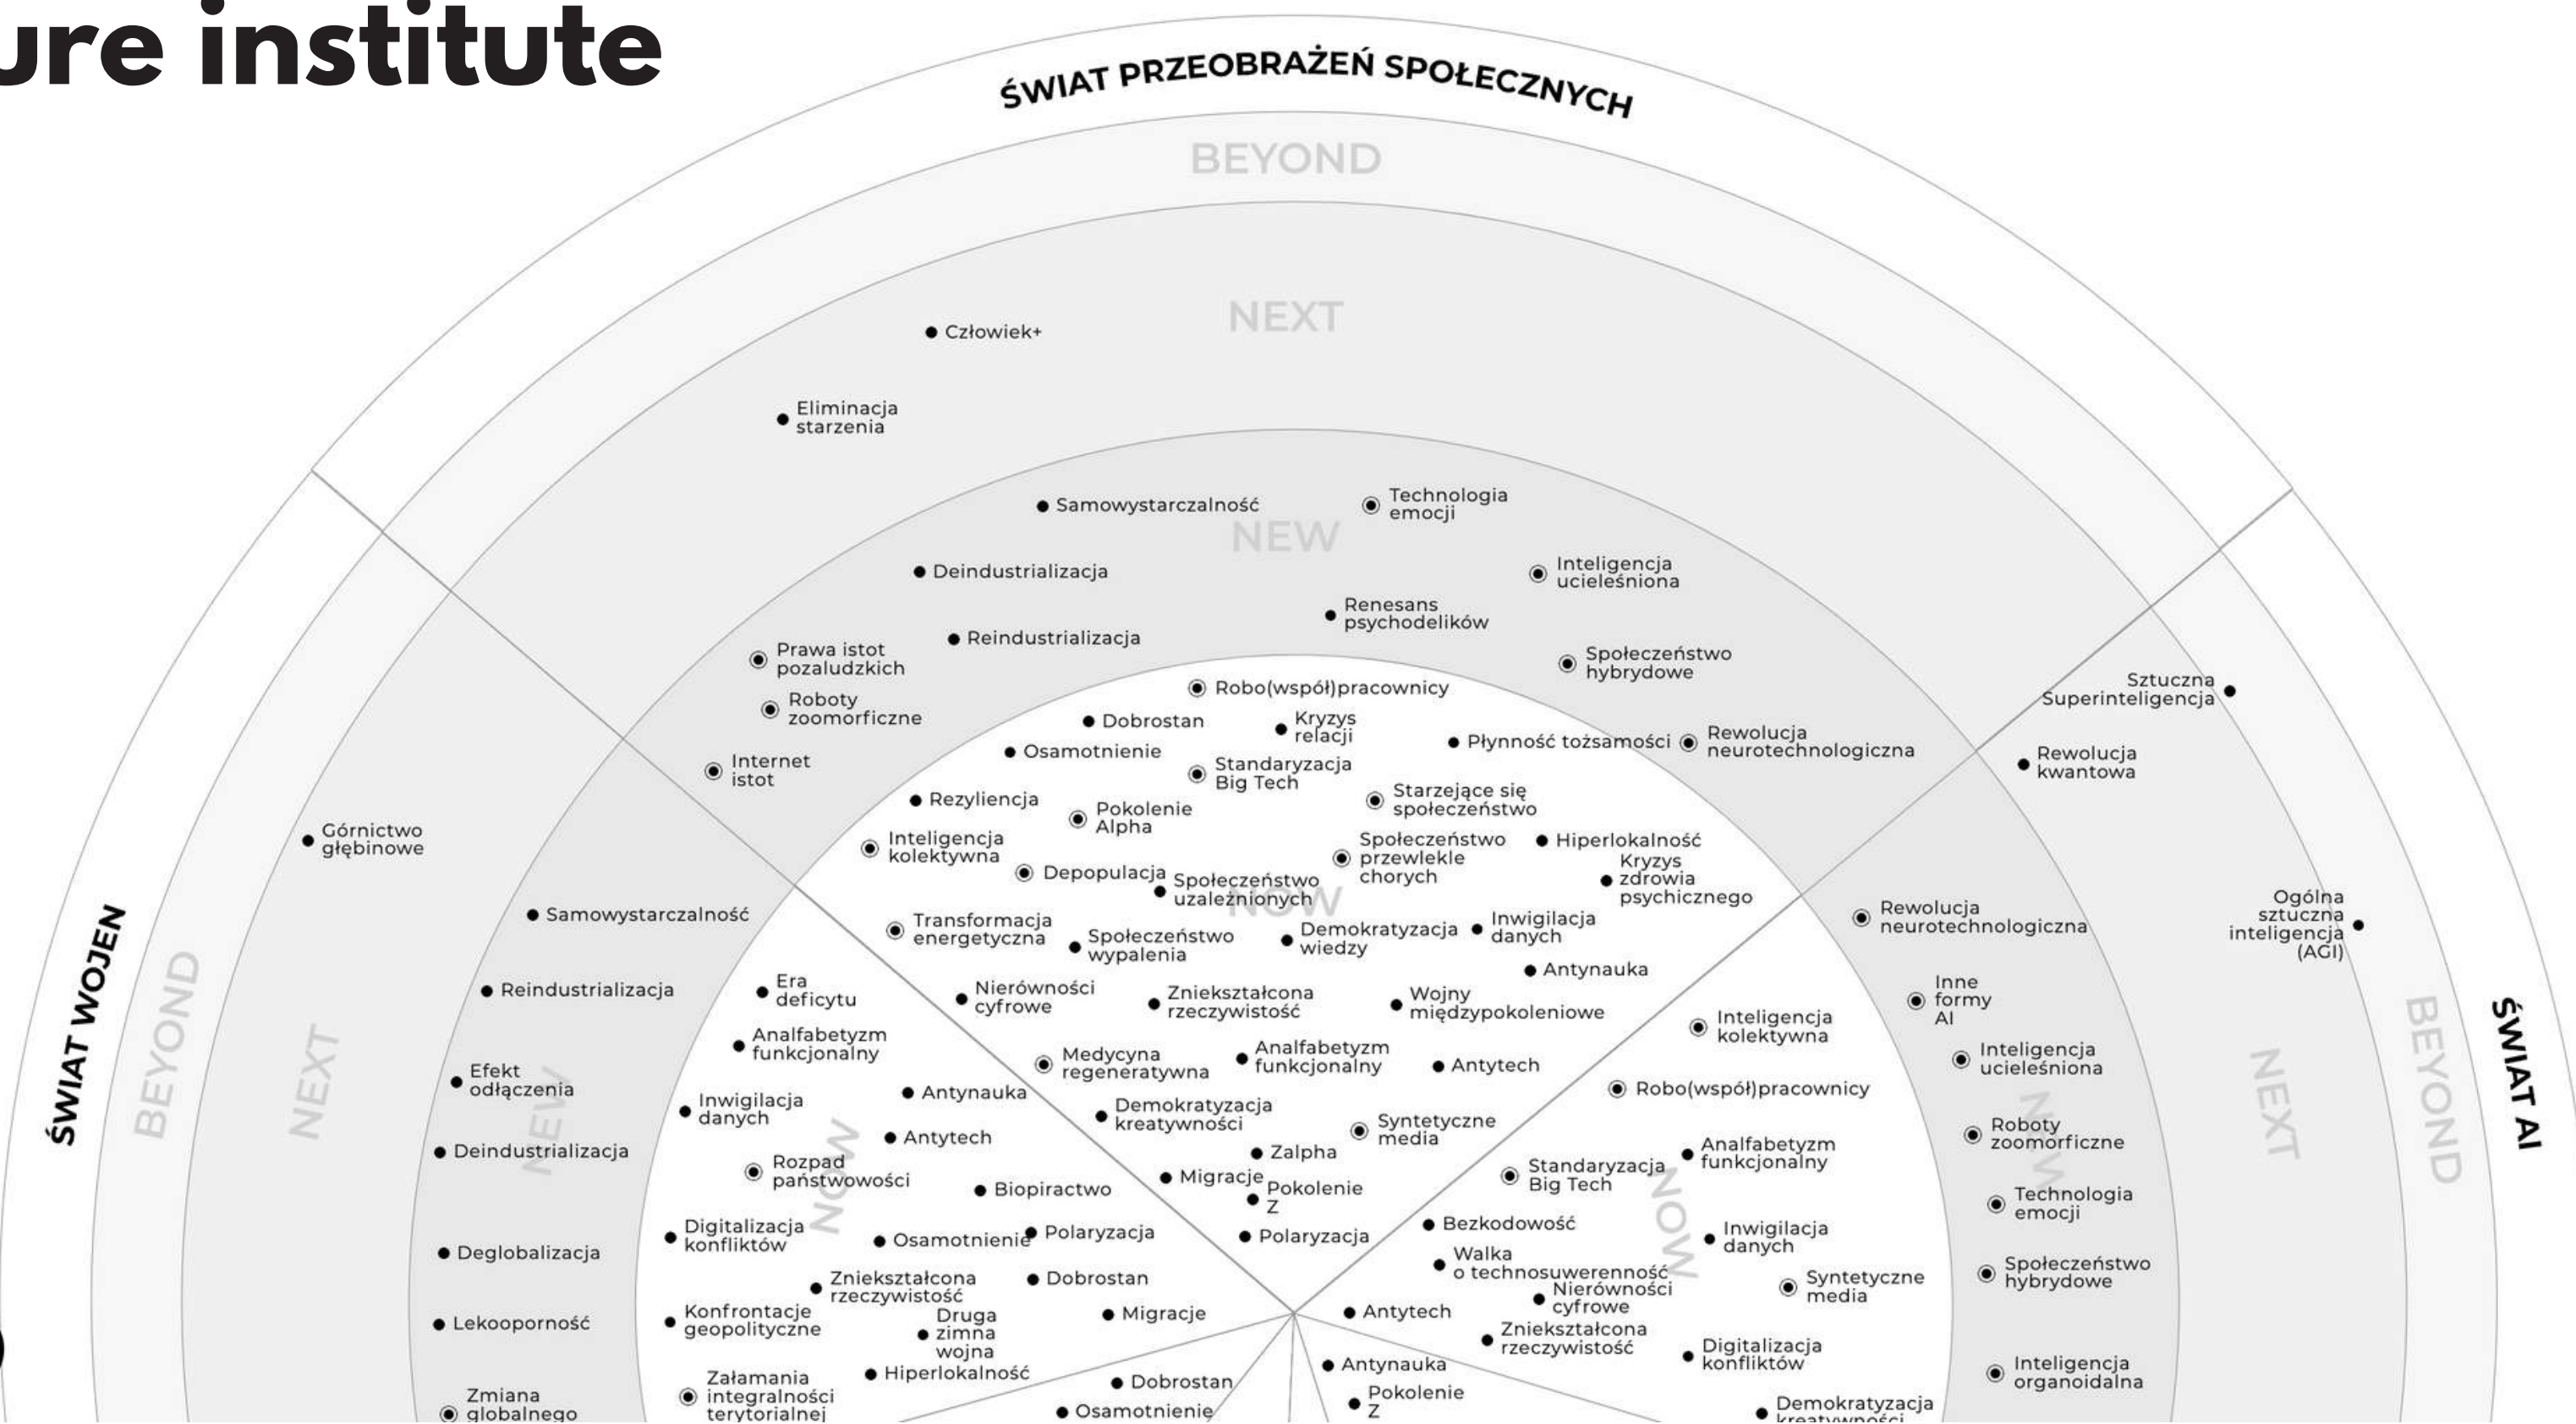 ure institute
ŚWIAT PRZEOBRAŻEŃ SPOŁECZNYCH
BEYOND
NEXT
Człowiek+
Eliminacja
starzenia
NEW
Samowystarczalność
Technologia
emocji
Deindustrializacja
Inteligencja
ucieleśniona
Renesans
psychodelików
Reindustrializacja
Prawa istot
pozaludzkich
Społeczeństwo
hybrydowe
Roboty
zoomorficzne
Internet
istot
Rewolucja
neurotechnologiczna
NOW
Robo(współ)pracownicy
Dobrostan
Kryzys
relacji
Osamotnienie
Płynność tożsamości
Standaryzacja
Big Tech
Rezyliencja
Starzejące się
społeczeństwo
Pokolenie
Alpha
Inteligencja
kolektywna
Społeczeństwo
przewlekle
chorych
Hiperlokalność
Kryzys
zdrowia
psychicznego
Depopulacja
Społeczeństwo
uzależnionych
Transformacja
energetyczna
Społeczeństwo
wypalenia
Demokratyzacja
wiedzy
Inwigilacja
danych
Antynauka
Nierówności
cyfrowe
Zniekształcona
rzeczywistość
Wojny
międzypokoleniowe
Medycyna
regeneratywna
Analfabetyzm
funkcjonalny
Antytech
Demokratyzacja
kreatywności
Syntetyczne
media
Zalpha
Migracje
Pokolenie
Z
Polaryzacja
ŚWIAT WOJEN
BEYOND
NEXT
Górnictwo
głębinowe
NEW
Samowystarczalność
Reindustrializacja
Efekt
odłączenia
Deindustrializacja
Deglobalizacja
Lekooporność
Zmiana
globalnego
NOW
Era
deficytu
Analfabetyzm
funkcjonalny
Antynauka
Inwigilacja
danych
Antytech
Rozpad
państwowości
Biopiractwo
Digitalizacja
konfliktów
Osamotnienie
Polaryzacja
Zniekształcona
rzeczywistość
Dobrostan
Konfrontacje
geopolityczne
Druga
zimna
wojna
Migracje
Hiperlokalność
Załamania
integralności
terytorialnej
ŚWIAT AI
BEYOND
NEXT
Sztuczna
Superinteligencja
Rewolucja
kwantowa
Ogólna
sztuczna
inteligencja
(AGI)
NEW
Rewolucja
neurotechnologiczna
Inne
formy
AI
Inteligencja
ucieleśniona
Roboty
zoomorficzne
Technologia
emocji
Społeczeństwo
hybrydowe
Inteligencja
organoidalna
NOW
Inteligencja
kolektywna
Robo(współ)pracownicy
Analfabetyzm
funkcjonalny
Standaryzacja
Big Tech
Bezkodowość
Inwigilacja
danych
Walka
o technosuwerenność
Syntetyczne
media
Nierówności
cyfrowe
Antytech
Zniekształcona
rzeczywistość
Digitalizacja
konfliktów
Demokratyzacja
kreatywności
Dobrostan
Osamotnienie
Antynauka
Pokolenie
Z